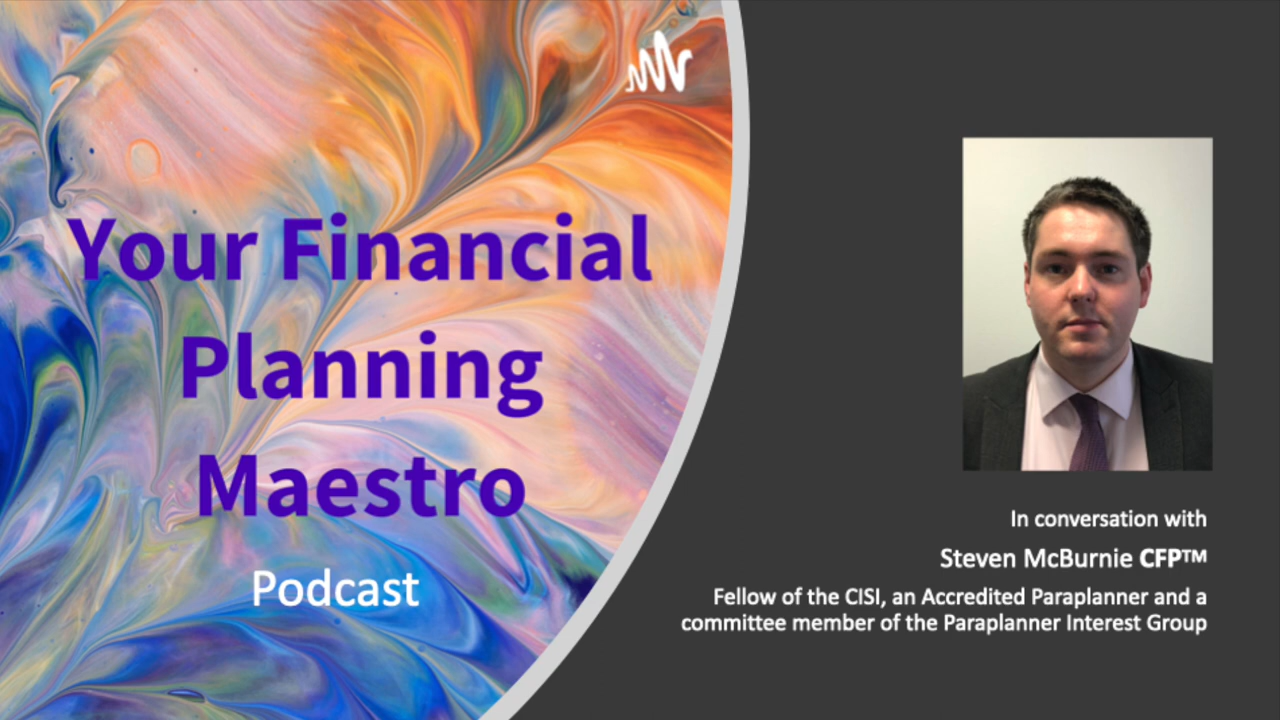 Your Financial
Planning
Maestro
Podcast
In conversation with
Steven McBurnie CFP™
Fellow of the CISI, an Accredited Paraplanner and a
committee member of the Paraplanner Interest Group